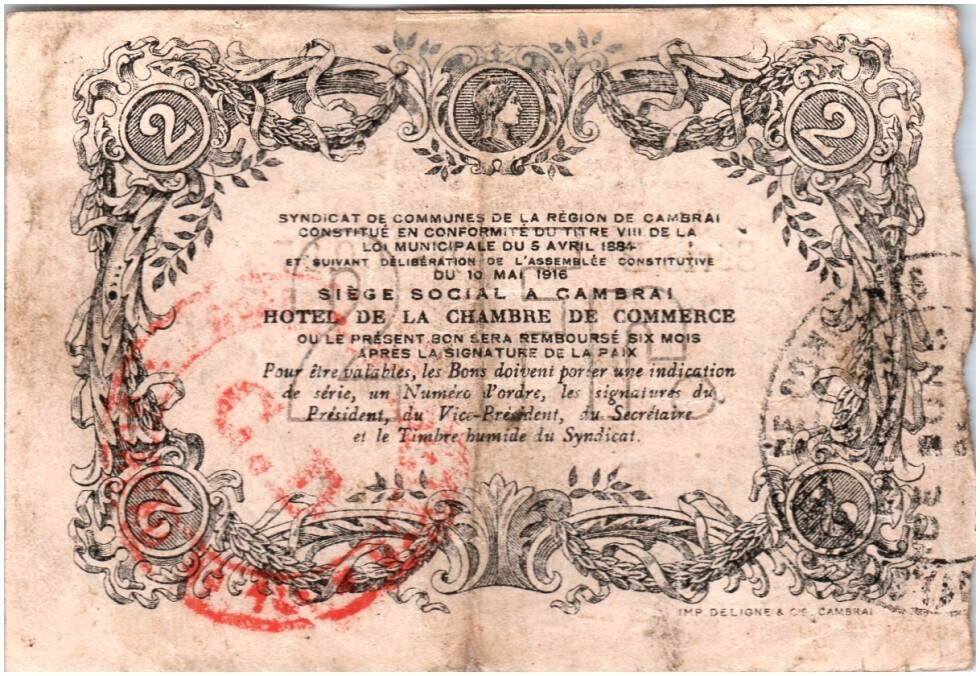 2
2
SYNDICAT DE COMMUNES DE LA RÉGION DE CAMBRAI
CONSTITUÉ EN CONFORMITÉ DU TITRE VIII DE LA
LOI MUNICIPALE DU 5 AVRIL 1884
ET SUIVANT DÉLIBÉRATION DE L'ASSEMBLÉE CONSTITUTIVE
DU 10 MAI 1916
SIÈGE SOCIAL A CAMBRAI
HOTEL DE LA CHAMBRE DE COMMERCE
OU LE PRÉSENT BON SERA REMBOURSÉ SIX MOIS
APRÈS LA SIGNATURE DE LA PAIX
Pour être valables, les Bons doivent porser une indication
de série, un Numéro d'ordre, les signatures du
Président, du Vice-Président, du Secrétaire
et le Timbre humide du Syndicat.
2
2
IMP. DELIGNE & Cie, CAMBRAI